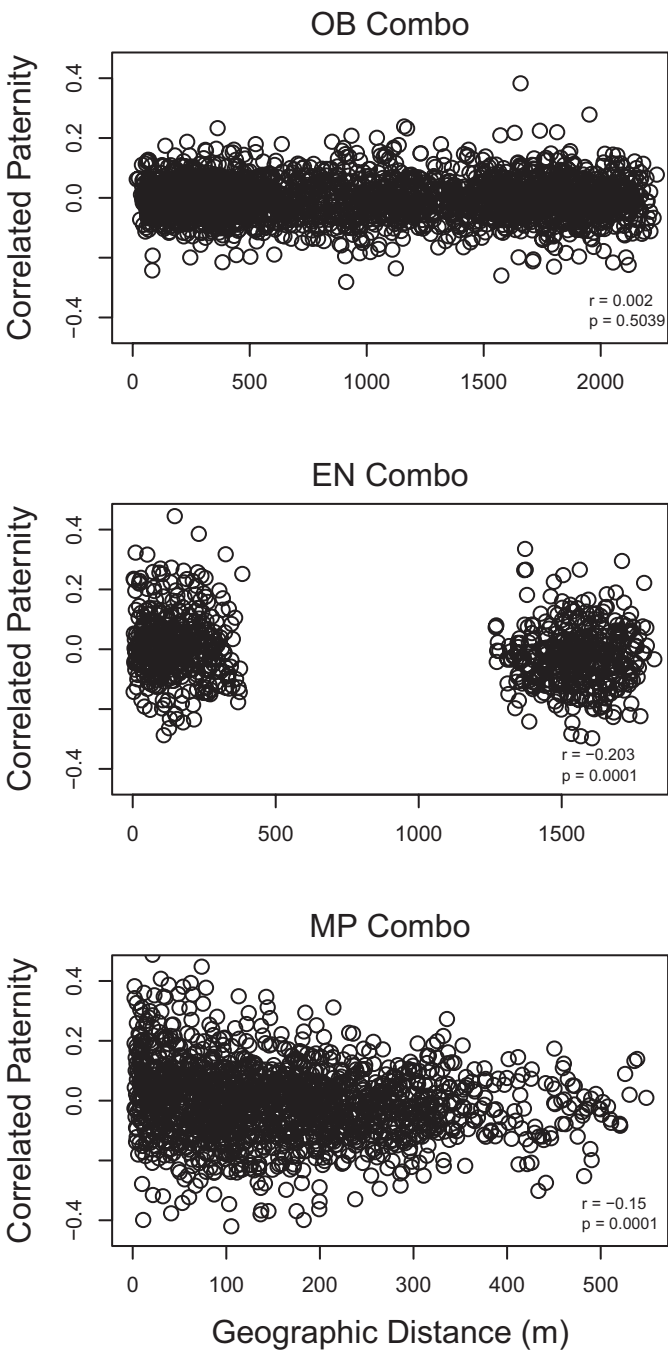 OB Combo
Correlated Paternity
0.4
0.2
0.0
−0.4
r = 0.002
p = 0.5039
0 500 1000 1500 2000
EN Combo
Correlated Paternity
0.4
0.2
0.0
−0.4
r = −0.203
p = 0.0001
0 500 1000 1500
MP Combo
Correlated Paternity
0.4
0.2
0.0
−0.4
r = −0.15
p = 0.0001
0 100 200 300 400 500
Geographic Distance (m)